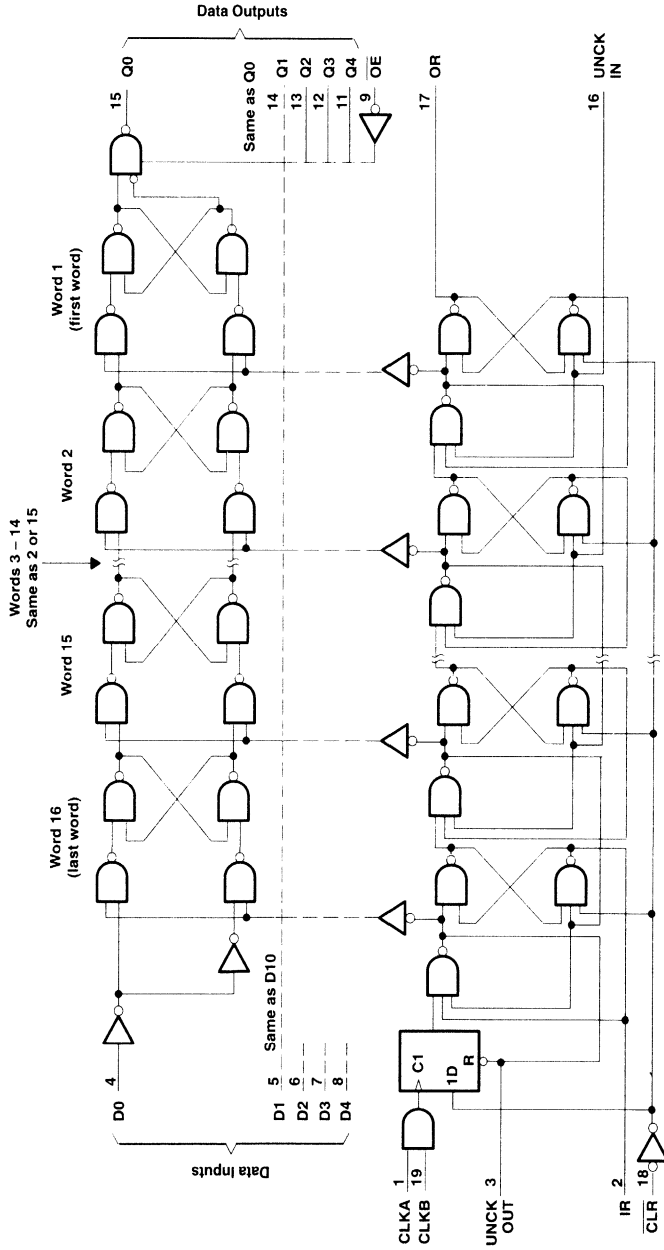 Data Outputs
15
Q0
Same as Q0
14
Q1
13
Q2
12
Q3
11
Q4
9
OE
17
OR
16
UNCK
IN
Word 1
(first word)
Word 2
Words 3 – 14
Same as 2 or 15
Word 15
Word 16
(last word)
Same as D10
Data Inputs
D0
4
D1
5
D2
6
D3
7
D4
8
C1
1D
R
CLKA
1
CLKB
19
UNCK
OUT
3
IR
2
CLR
18